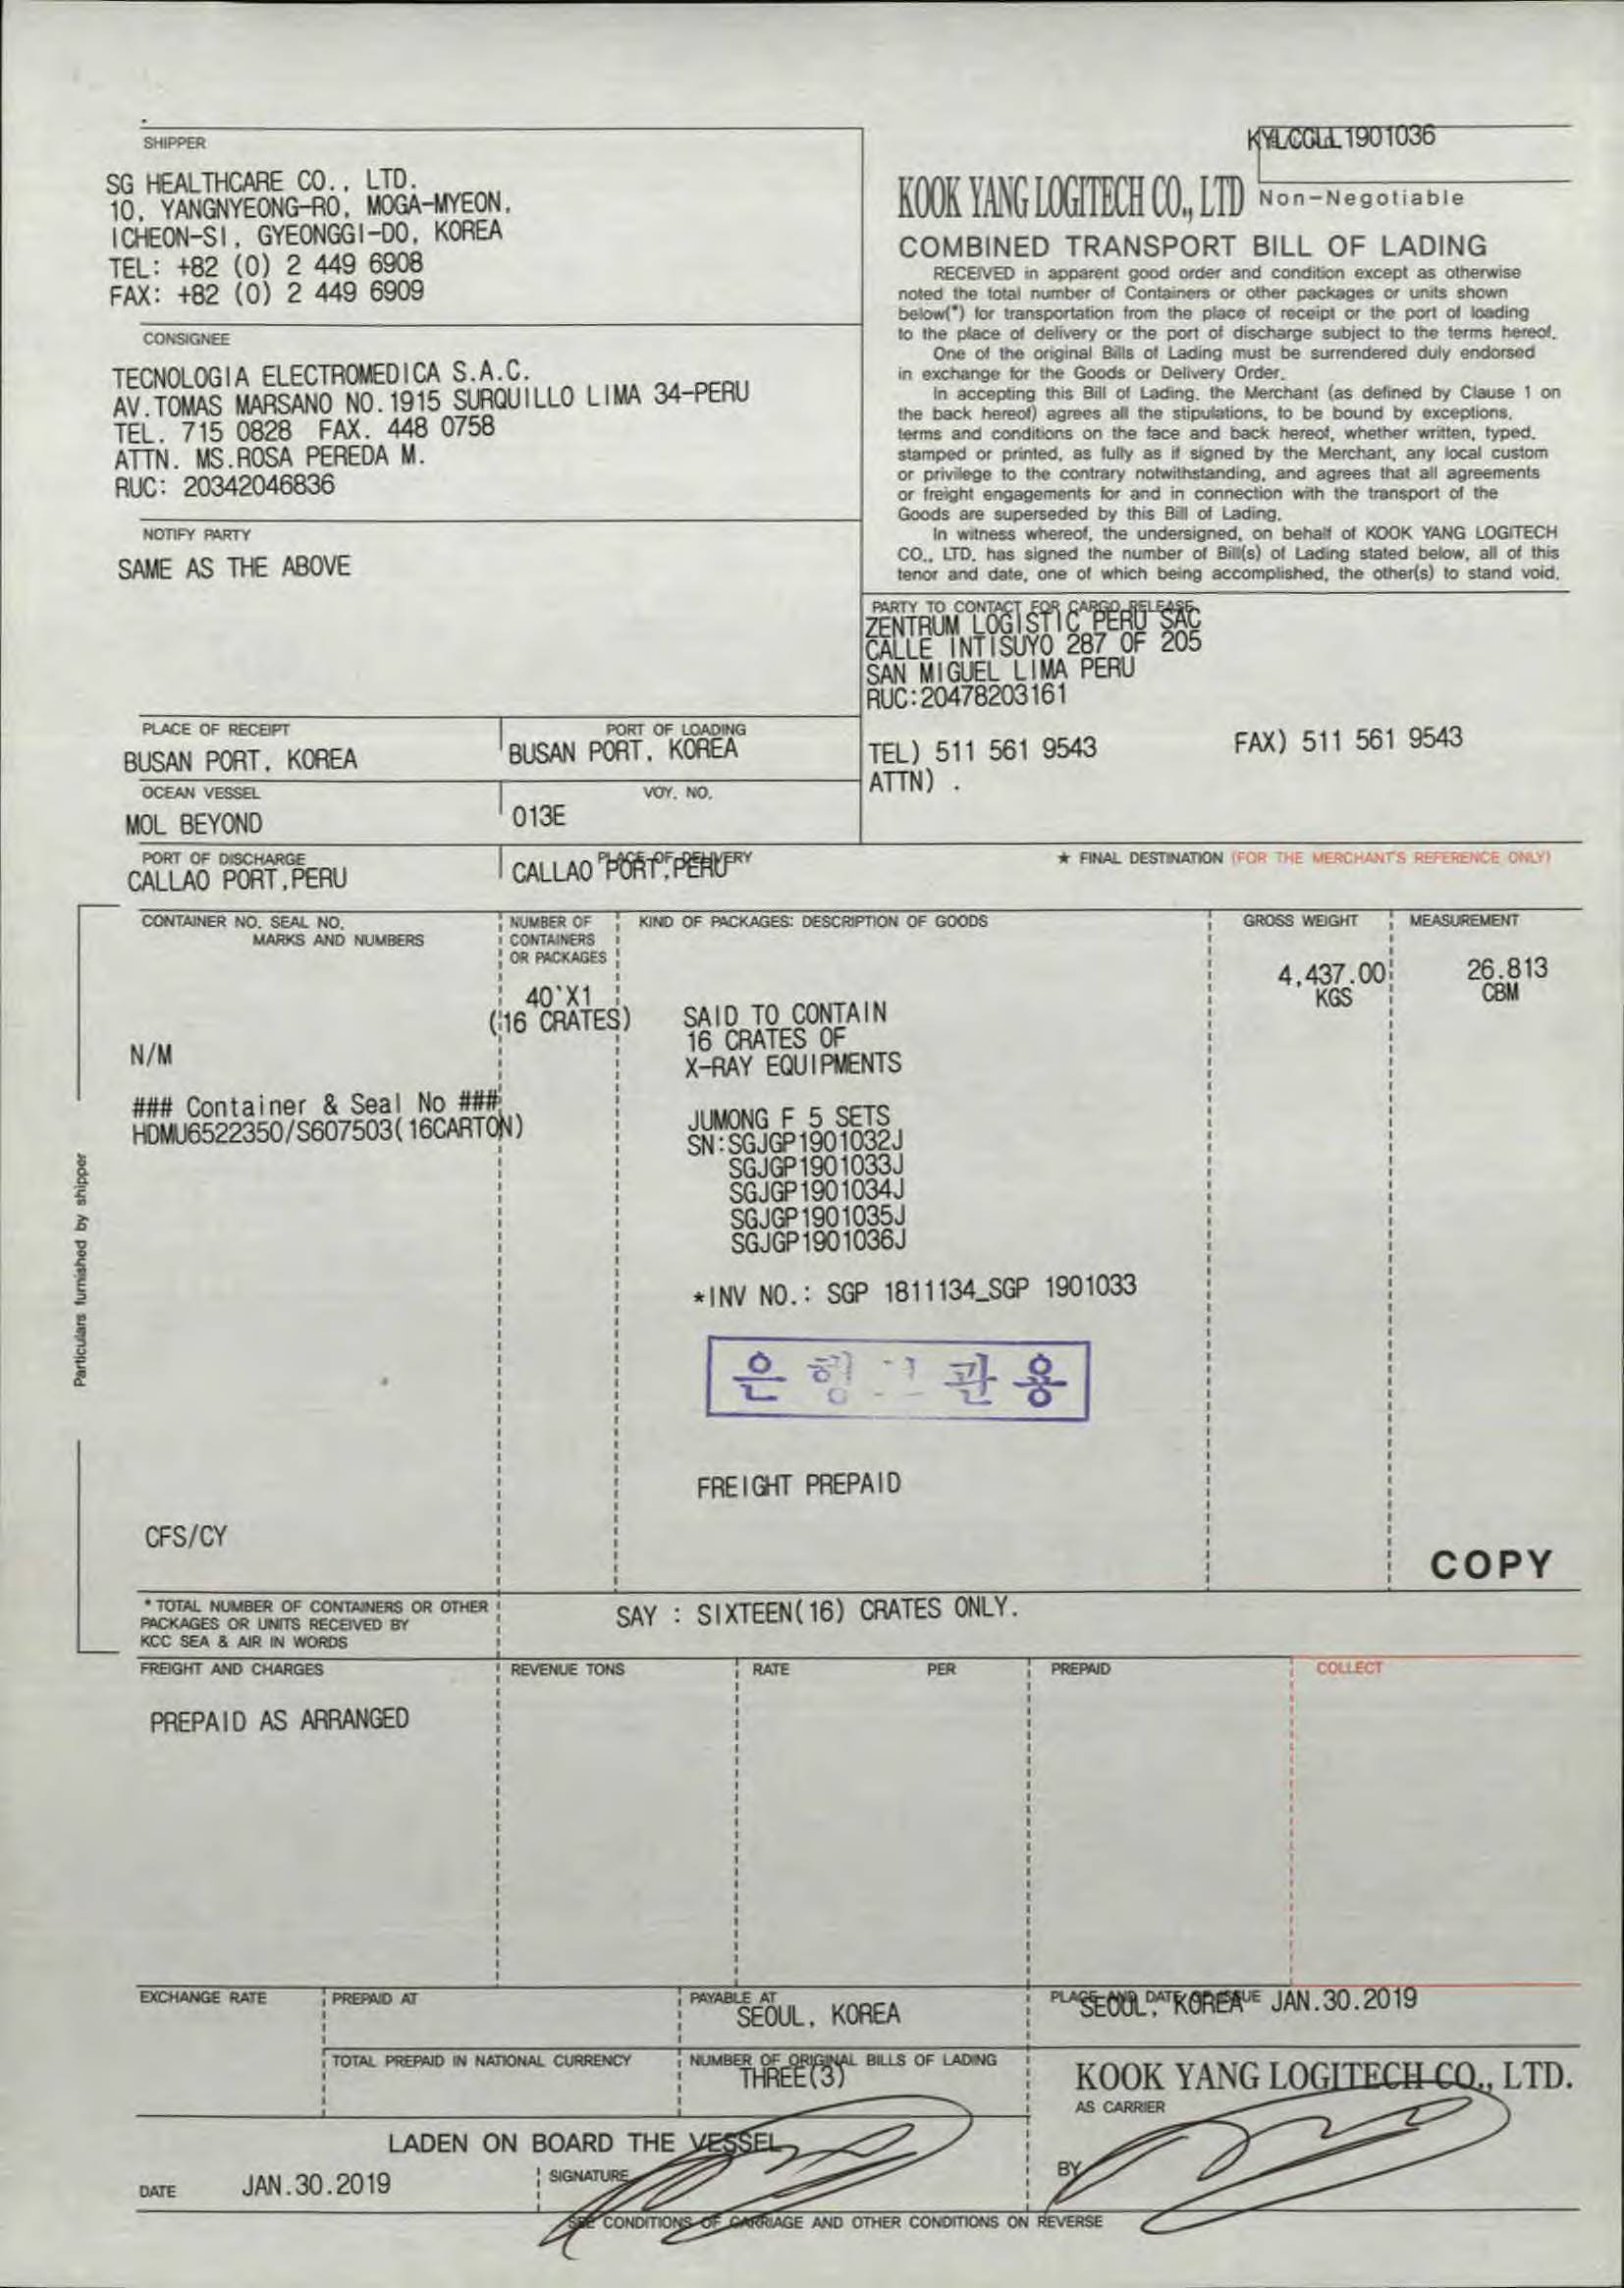 SHIPPER
SG HEALTHCARE CO., LTD.
10, YANGNYEONG-RO, MOGA-MYEON,
ICHEON-SI, GYEONGGI-DO, KOREA
TEL: +82 (0) 2 449 6908
FAX: +82 (0) 2 449 6909
CONSIGNEE
TECNOLOGIA ELECTROMEDICA S.A.C.
AV.TOMAS MARSANO NO.1915 SURQUILLO LIMA 34-PERU
TEL. 715 0828 FAX. 448 0758
ATTN. MS.ROSA PEREDA M.
RUC: 20342046836
NOTIFY PARTY
SAME AS THE ABOVE
1901036
KOOK YANG LOGITECH CO., LTD Non-Negotiable
COMBINED TRANSPORT BILL OF LADING
RECEIVED in apparent good order and condition except as otherwise
noted the total number of Containers or other packages or units shown
below(*) for transportation from the place of receipt or the port of loading
to the place of delivery or the port of discharge subject to the terms hereof.
One of the original Bills of Lading must be surrendered duly endorsed
in exchange for the Goods or Delivery Order.
In accepting this Bill of Lading, the Merchant (as defined by Clause 1 on
the back hereof) agrees all the stipulations, to be bound by exceptions,
terms and conditions on the face and back hereof, whether written, typed,
stamped or printed, as fully as if signed by the Merchant, any local custom
or privilege to the contrary notwithstanding, and agrees that all agreements
or freight engagements for and in connection with the transport of the
Goods are superseded by this Bill of Lading.
In witness whereof, the undersigned, on behalf of KOOK YANG LOGITECH
CO., LTD. has signed the number of Bill(s) of Lading stated below, all of this
tenor and date, one of which being accomplished, the other(s) to stand void.
PARTY TO CONTACT FOR CARGO RELEASE
ZENTRUM LOGISTIC PERU SAC
CALLE INTISUYO 287 OF 205
SAN MIGUEL LIMA PERU
RUC:20478203161
TEL) 511 561 9543 FAX) 511 561 9543
ATTN) .
PLACE OF RECEIPT PORT OF LOADING
BUSAN PORT, KOREA BUSAN PORT, KOREA
OCEAN VESSEL VOY. NO.
MOL BEYOND 013E
PORT OF DISCHARGE PLACE OF DELIVERY
CALLAO PORT,PERU CALLAO PORT,PERU
★ FINAL DESTINATION (FOR THE MERCHANT'S REFERENCE ONLY)
CONTAINER NO. SEAL NO.
MARKS AND NUMBERS
NUMBER OF
CONTAINERS
OR PACKAGES
KIND OF PACKAGES: DESCRIPTION OF GOODS
GROSS WEIGHT
MEASUREMENT
40'X1
(16 CRATES)
4,437.00
KGS
26.813
CBM
SAID TO CONTAIN
16 CRATES OF
X-RAY EQUIPMENTS
N/M
### Container & Seal No ###
HDMU6522350/S607503(16CARTON)
JUMONG F 5 SETS
SN:SGJGP1901032J
SGJGP1901033J
SGJGP1901034J
SGJGP1901035J
SGJGP1901036J
*INV NO.: SGP 1811134_SGP 1901033
Particulars furnished by shipper
FREIGHT PREPAID
CFS/CY
COPY
* TOTAL NUMBER OF CONTAINERS OR OTHER
PACKAGES OR UNITS RECEIVED BY
KCC SEA & AIR IN WORDS
SAY : SIXTEEN(16) CRATES ONLY.
FREIGHT AND CHARGES REVENUE TONS RATE PER PREPAID COLLECT
PREPAID AS ARRANGED
EXCHANGE RATE PREPAID AT PAYABLE AT
SEOUL, KOREA
PLACE AND DATE OF ISSUE
SEOUL, KOREA JAN.30.2019
TOTAL PREPAID IN NATIONAL CURRENCY NUMBER OF ORIGINAL BILLS OF LADING
THREE(3)
KOOK YANG LOGITECH CO., LTD.
AS CARRIER
LADEN ON BOARD THE VESSEL
BY
DATE JAN.30.2019 SIGNATURE
SEE CONDITIONS OF CARRIAGE AND OTHER CONDITIONS ON REVERSE